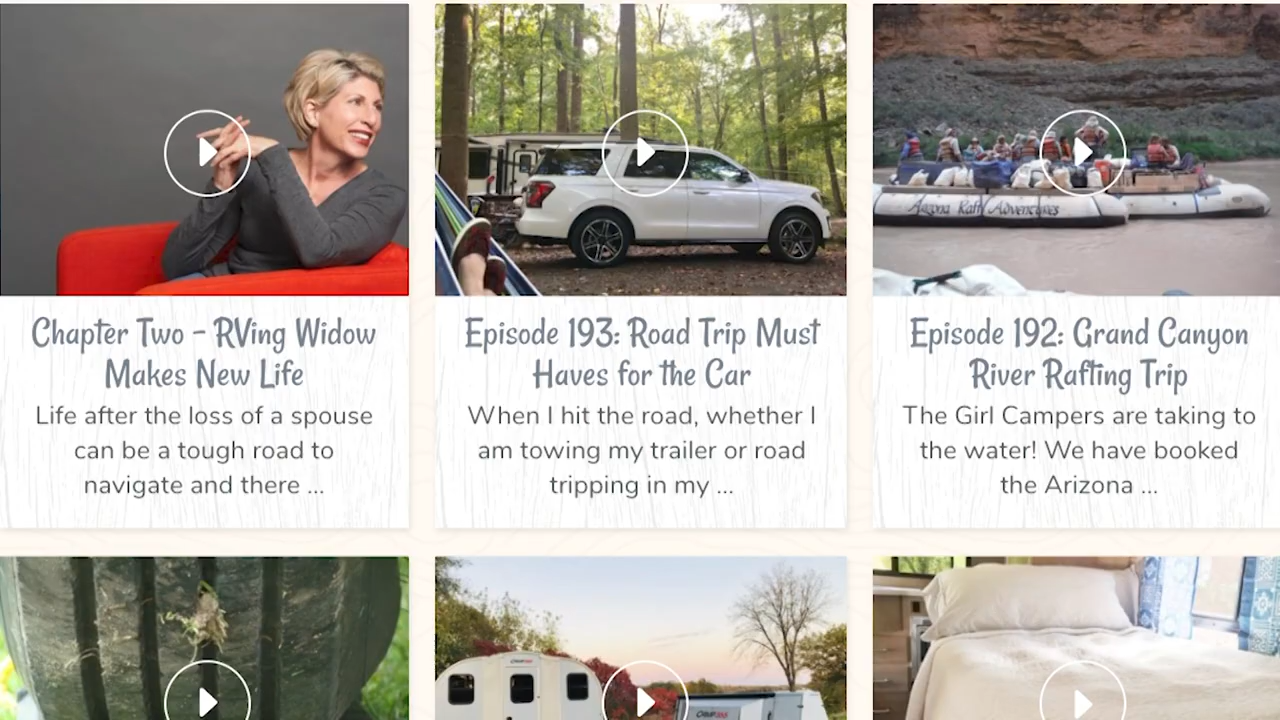 Arizona Raft Adventures
Chapter Two - RVing Widow
Makes New Life
Life after the loss of a spouse
can be a tough road to
navigate and there ...
Episode 193: Road Trip Must
Haves for the Car
When I hit the road, whether I
am towing my trailer or road
tripping in my ...
Episode 192: Grand Canyon
River Rafting Trip
The Girl Campers are taking to
the water! We have booked
the Arizona ...